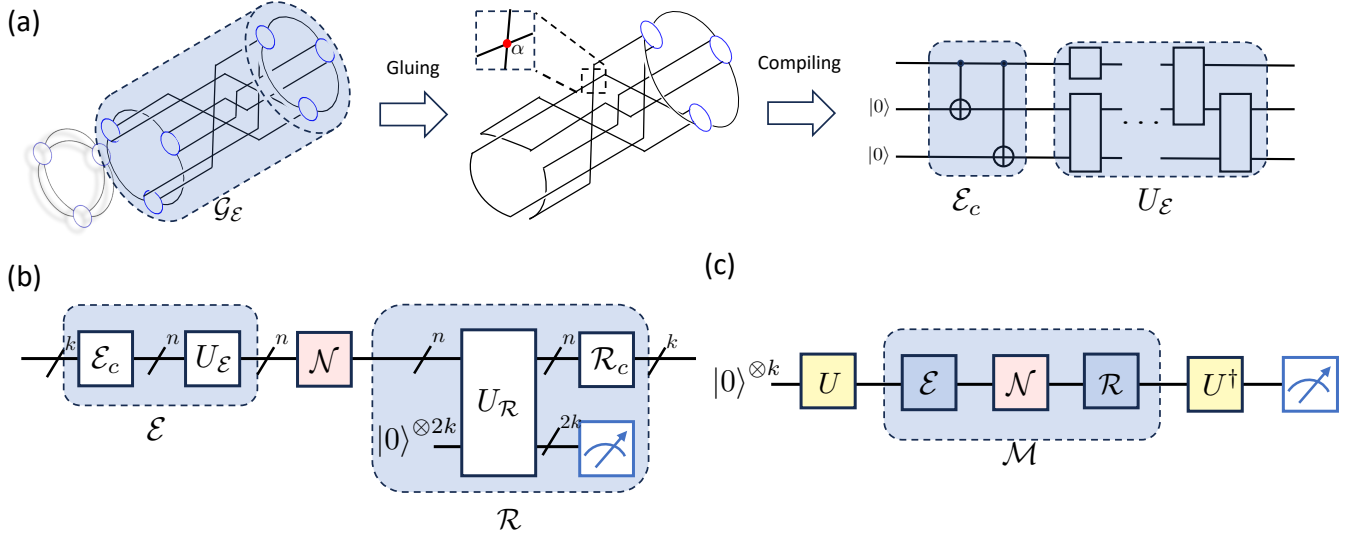 (a)
α
Gluing
Compiling
|0⟩
|0⟩
· · ·
𝒢_ℰ
ℰ_c
U_ℰ
(b)
k
ℰ_c
n
U_ℰ
n
𝒩
n
U_ℛ
n
ℛ_c
k
|0⟩^{⊗2k}
2k
ℰ
ℛ
(c)
|0⟩^{⊗k}
U
ℰ
𝒩
ℛ
U^†
ℳ